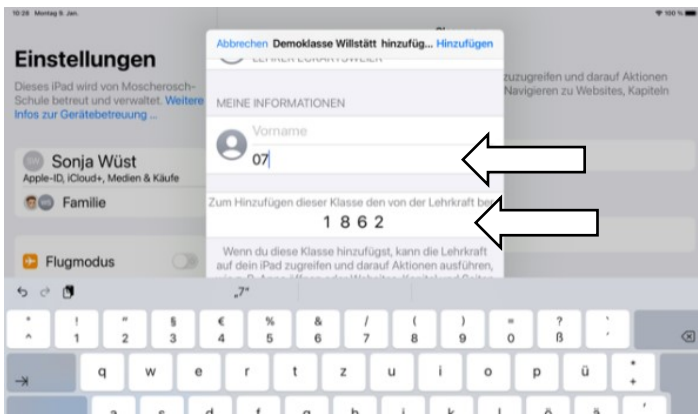 10:28 Montag 9. Jan.
100 %
Einstellungen
Dieses iPad wird von Moscherosch-
Schule betreut und verwaltet. Weitere
Infos zur Gerätebetreuung ...
Sonja Wüst
Apple-ID, iCloud+, Medien & Käufe
Familie
Flugmodus
Abbrechen Demoklasse Willstätt hinzufüg... Hinzufügen
LEHRER ECKARTSWEIER
MEINE INFORMATIONEN
Vorname
07
Zum Hinzufügen dieser Klasse den von der Lehrkraft
1 8 6 2
Wenn du diese Klasse hinzufügst, kann die Lehrkraft
auf dein iPad zugreifen und darauf Aktionen ausführen,
zuzugreifen und darauf Aktionen
Navigieren zu Websites, Kapiteln
„7“
° ! " § € % & / ( ) = ? `
^ 1 2 3 4 5 6 7 8 9 0 ß ´
q w e r t z u i o p ü * +
a s d f g h j k l ö ä '